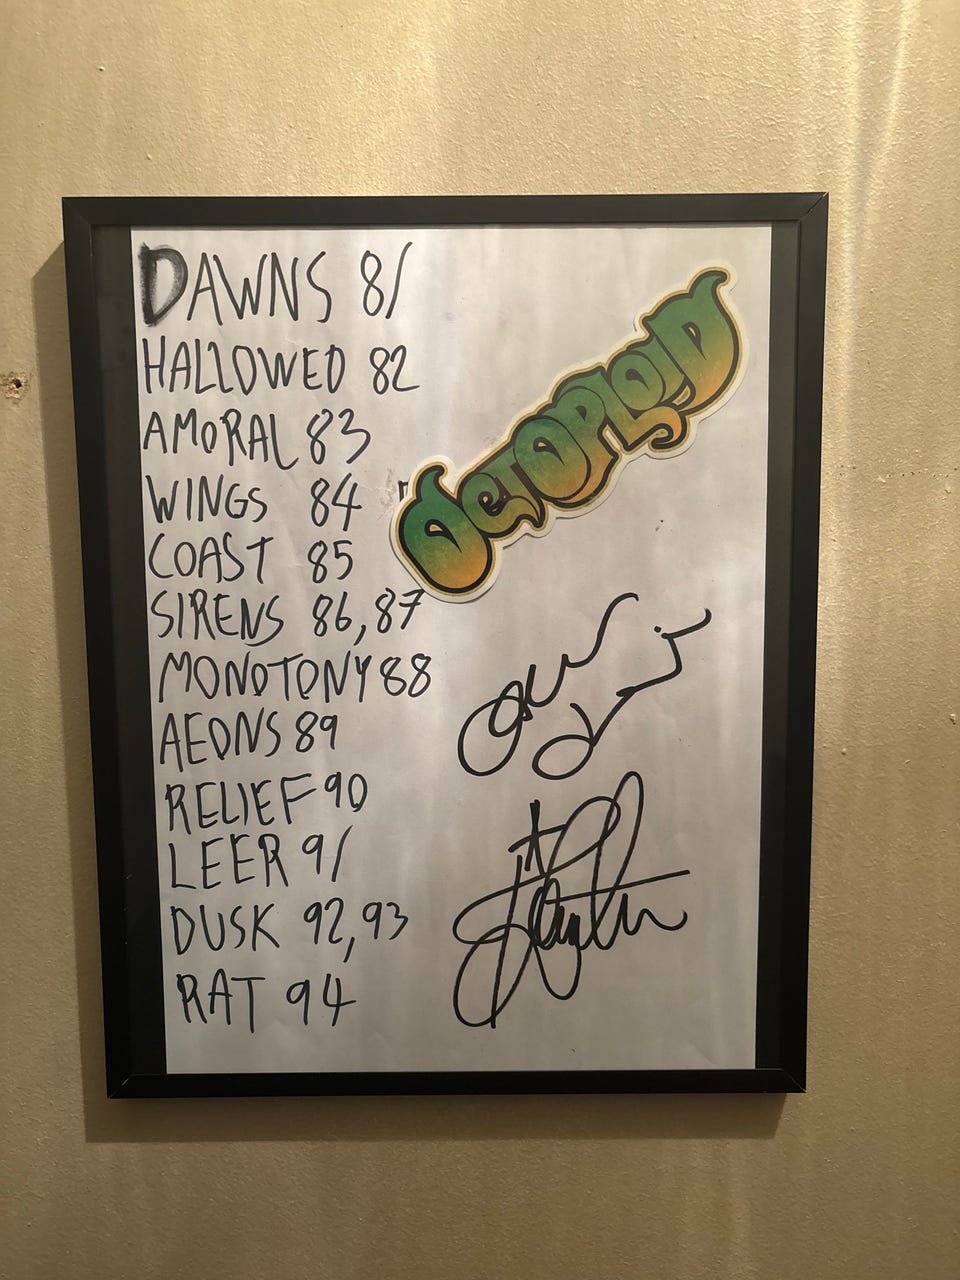 DAWNS 81
HALLOWED 82
AMORAL 83
WINGS 84
COAST 85
SIRENS 86,87
MONOTONY 88
AEONS 89
RELIEF 90
LEER 91
DUSK 92,93
RAT 94
OCTOPLOID